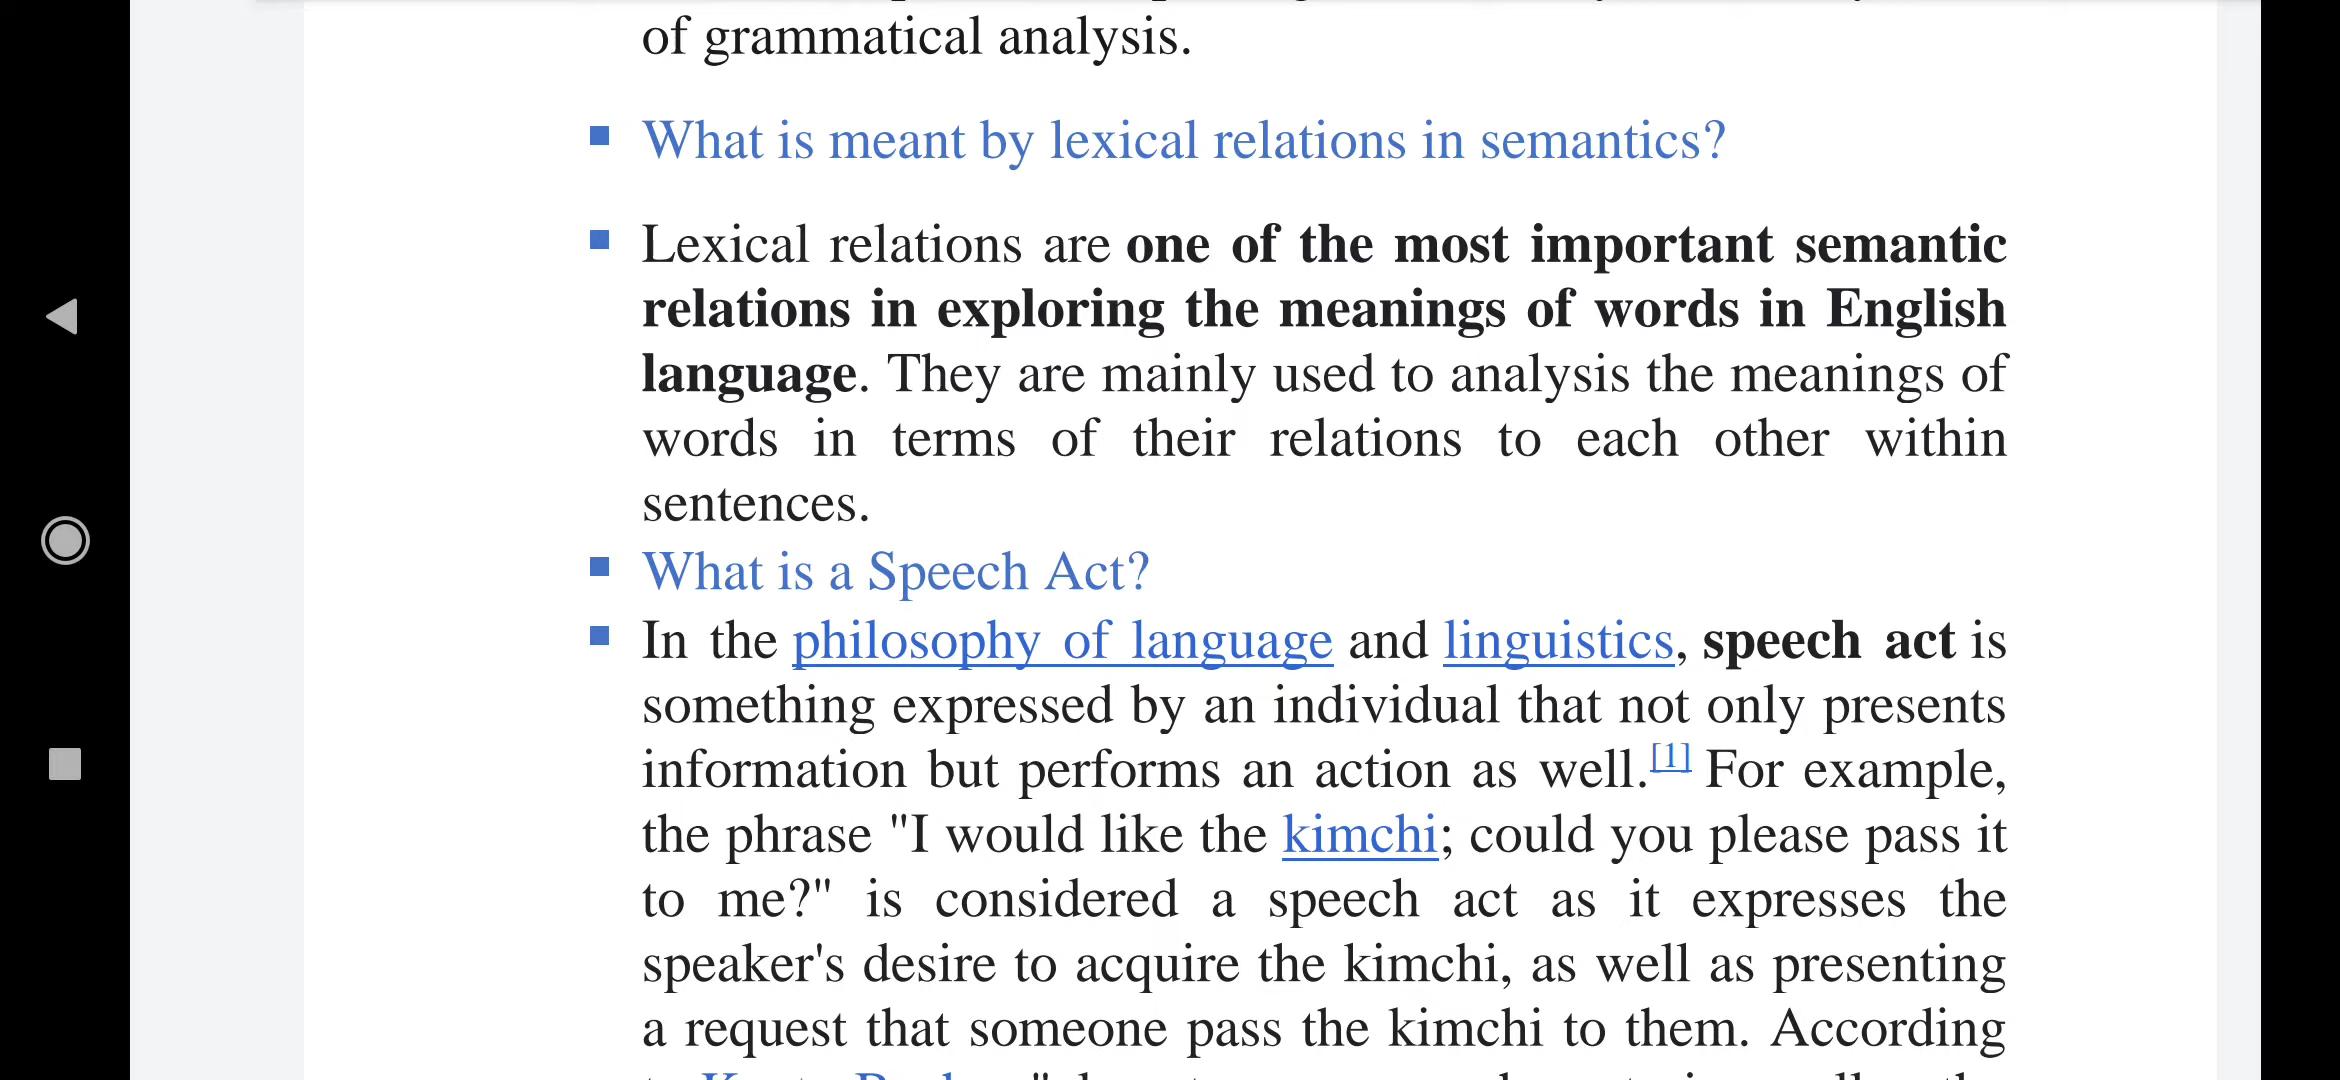 of grammatical analysis.
What is meant by lexical relations in semantics?
Lexical relations are one of the most important semantic
relations in exploring the meanings of words in English
language. They are mainly used to analysis the meanings of
words in terms of their relations to each other within
sentences.
What is a Speech Act?
In the philosophy of language and linguistics, speech act is
something expressed by an individual that not only presents
information but performs an action as well.[1] For example,
the phrase "I would like the kimchi; could you please pass it
to me?" is considered a speech act as it expresses the
speaker's desire to acquire the kimchi, as well as presenting
a request that someone pass the kimchi to them. According